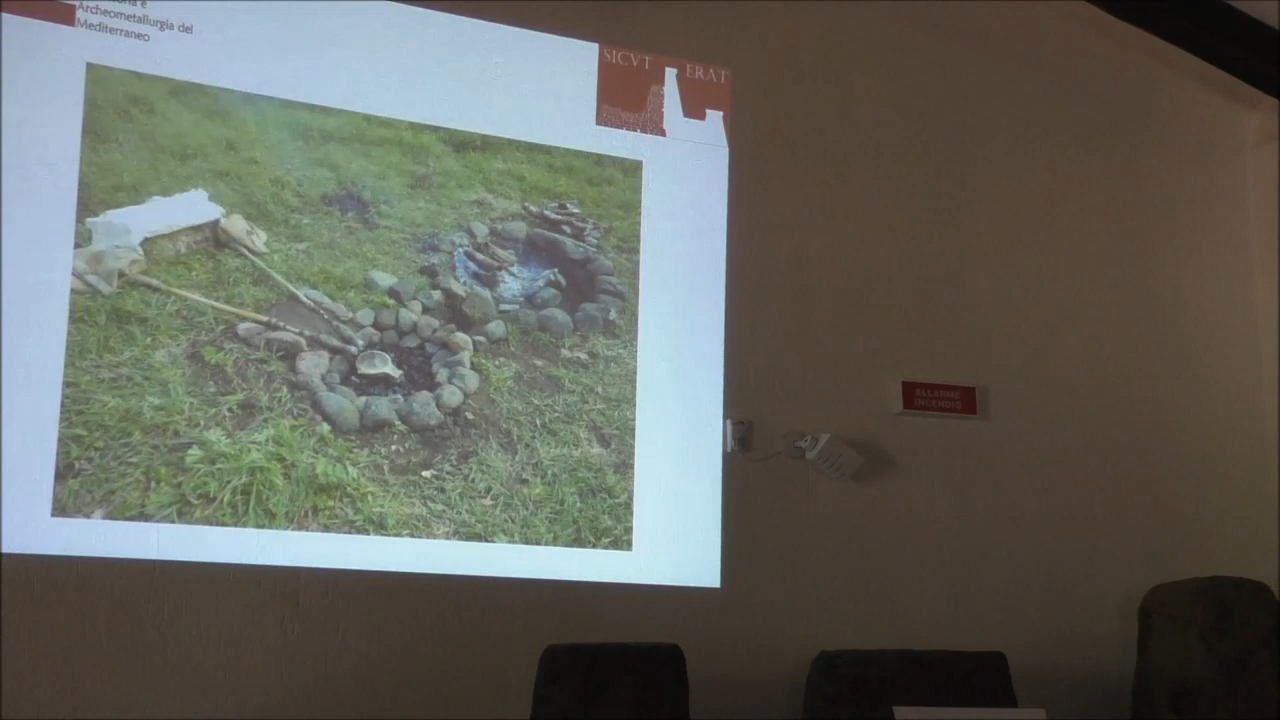 Archeometallurgia del
Mediterraneo
SICVT ERAT
ALLARME
INCENDIO